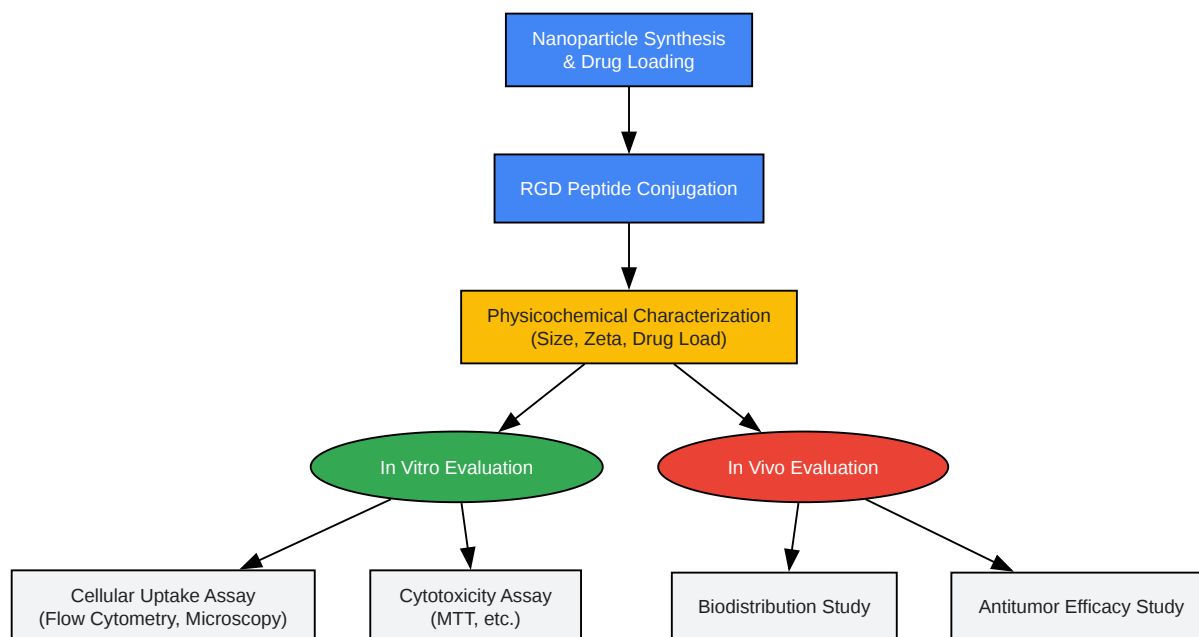 Nanoparticle Synthesis
& Drug Loading
RGD Peptide Conjugation
Physicochemical Characterization
(Size, Zeta, Drug Load)
In Vitro Evaluation
In Vivo Evaluation
Cellular Uptake Assay
(Flow Cytometry, Microscopy)
Cytotoxicity Assay
(MTT, etc.)
Biodistribution Study
Antitumor Efficacy Study